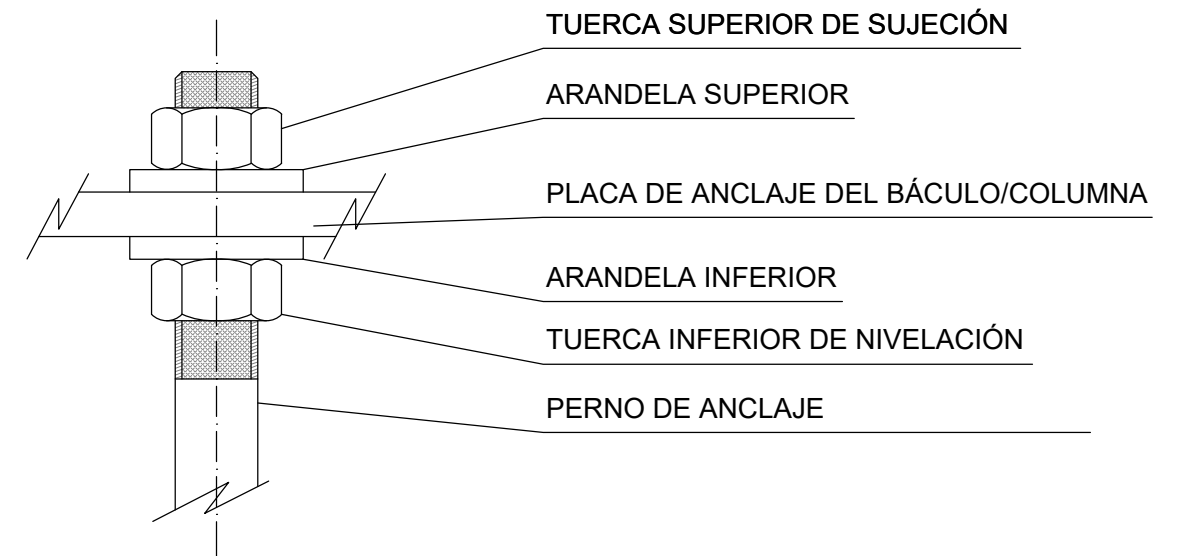 TUERCA SUPERIOR DE SUJECIÓN
ARANDELA SUPERIOR
PLACA DE ANCLAJE DEL BÁCULO/COLUMNA
ARANDELA INFERIOR
TUERCA INFERIOR DE NIVELACIÓN
PERNO DE ANCLAJE